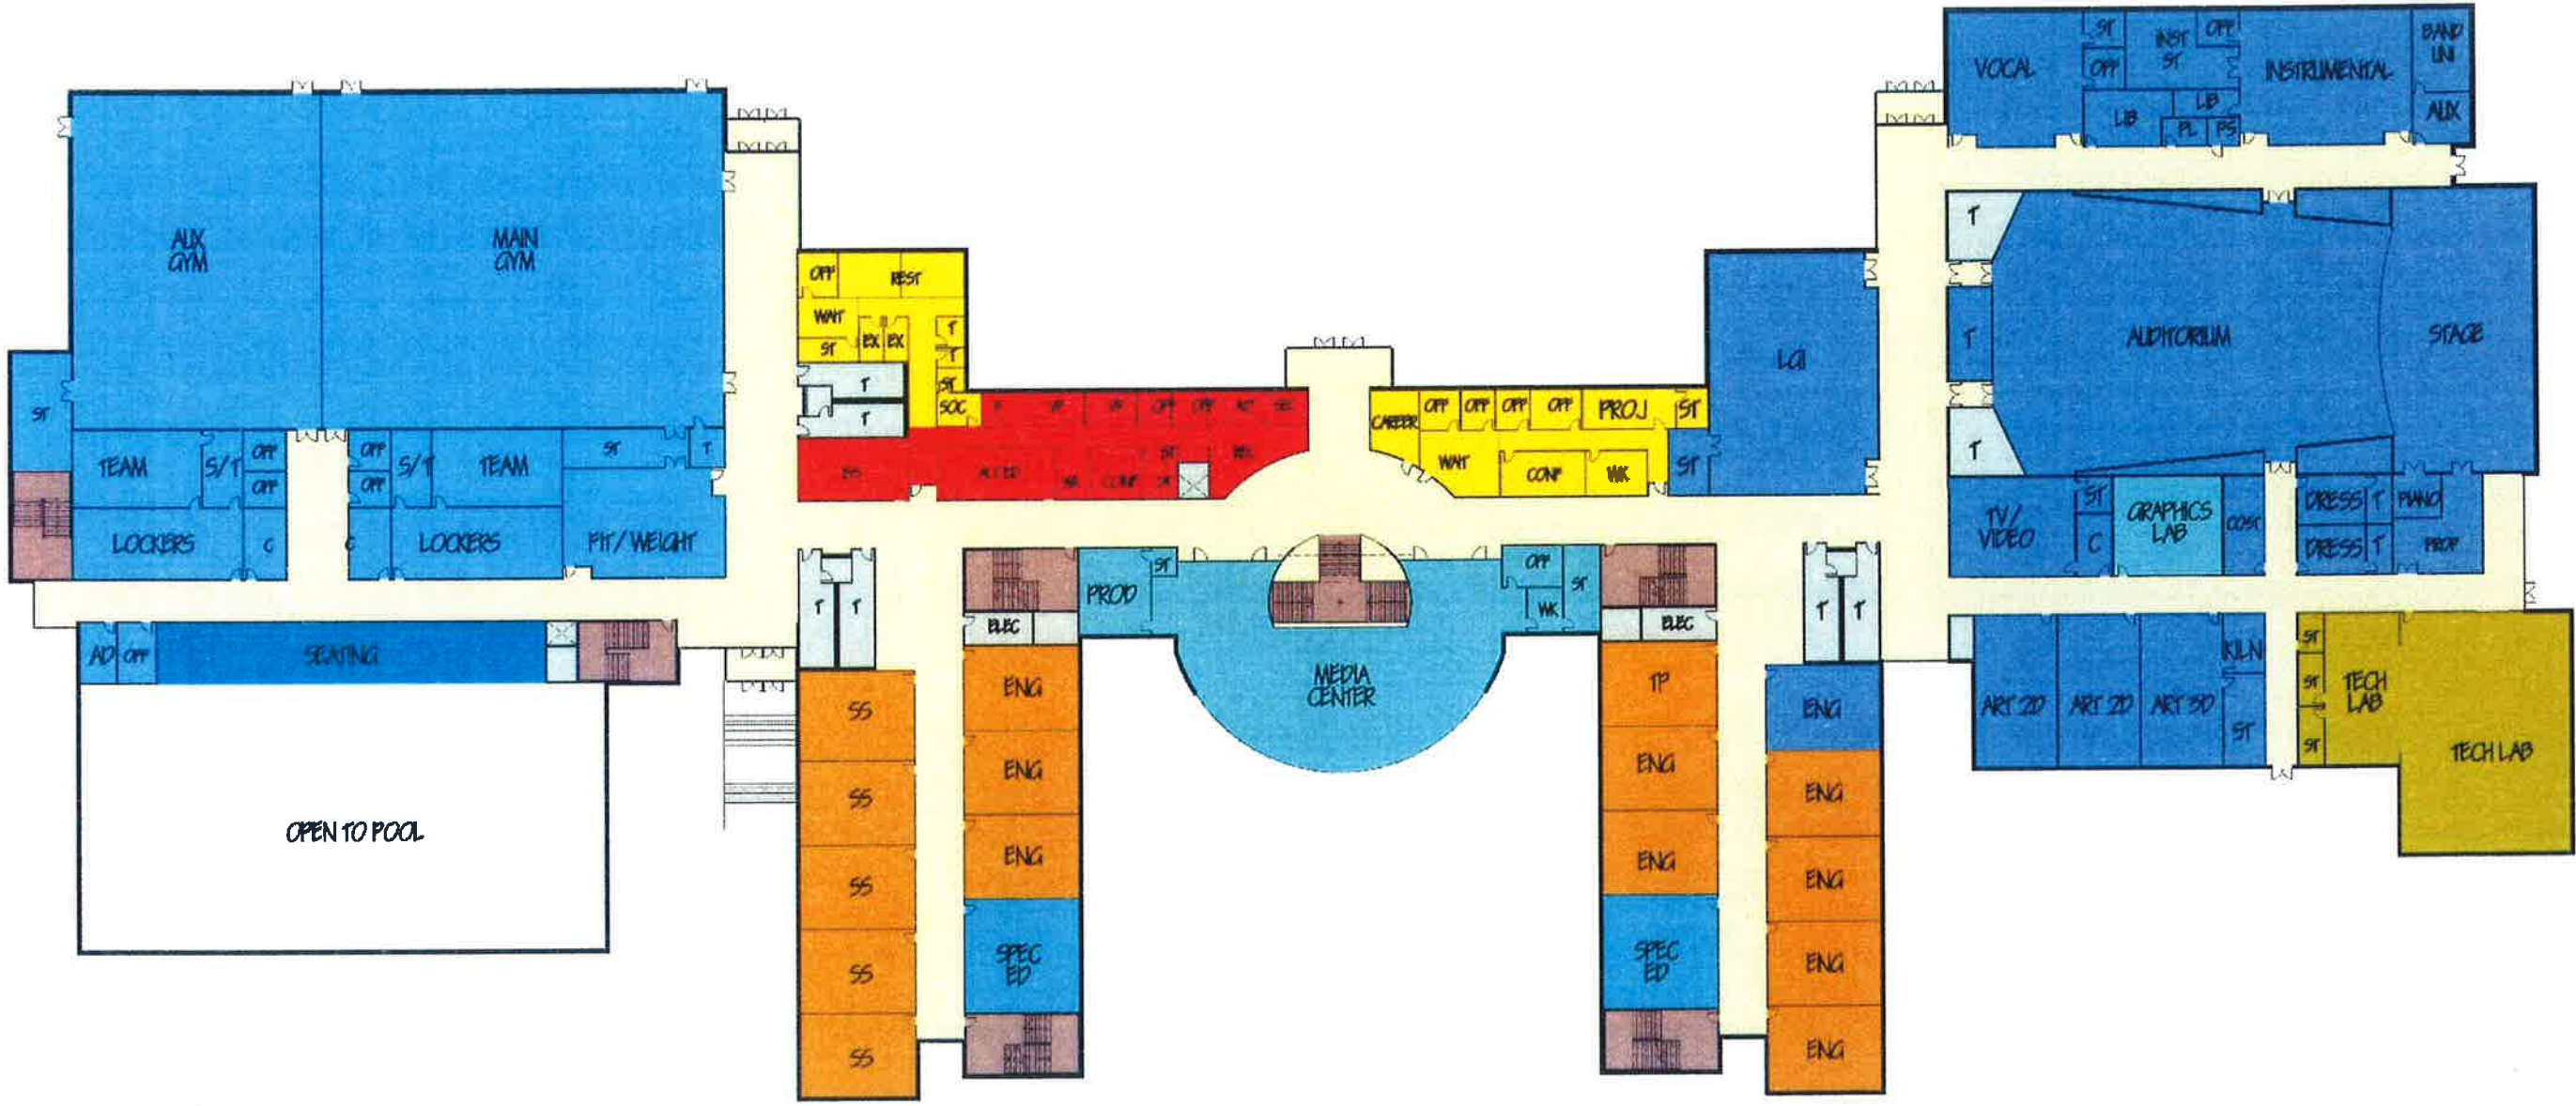 VOCAL
ST
OFF
INST
ST
OFF
INSTRUMENTAL
BAND
UNI
LIB
LIB
PL
PS
AUX
AUX
GYM
MAIN
GYM
ST
TEAM
S/T
OFF
OFF
OFF
OFF
S/T
TEAM
ST
T
LOCKERS
C
C
LOCKERS
FIT/WEIGHT
AD
OFF
SEATING
OPEN TO POOL
OFF
REST
WAIT
ST
EX
EX
T
T
ST
SOC
T
T
P
VP
VP
OFF
OFF
ALT ED
ST
CONF
CAREER
OFF
OFF
OFF
OFF
PROJ
ST
WAIT
CONF
WK
ST
LGI
T
T
T
AUDITORIUM
STAGE
TV/
VIDEO
ST
C
GRAPHICS
LAB
COST
DRESS
T
PIANO
DRESS
T
PROP
T
T
ELEC
PROD
ST
MEDIA
CENTER
OFF
ST
WK
ELEC
T
T
SS
SS
SS
SS
SS
ENG
ENG
ENG
SPEC
ED
TP
ENG
ENG
SPEC
ED
ENG
ENG
ENG
ENG
ENG
ART 2D
ART 2D
ART 3D
KILN
ST
ST
ST
ST
TECH
LAB
TECH LAB